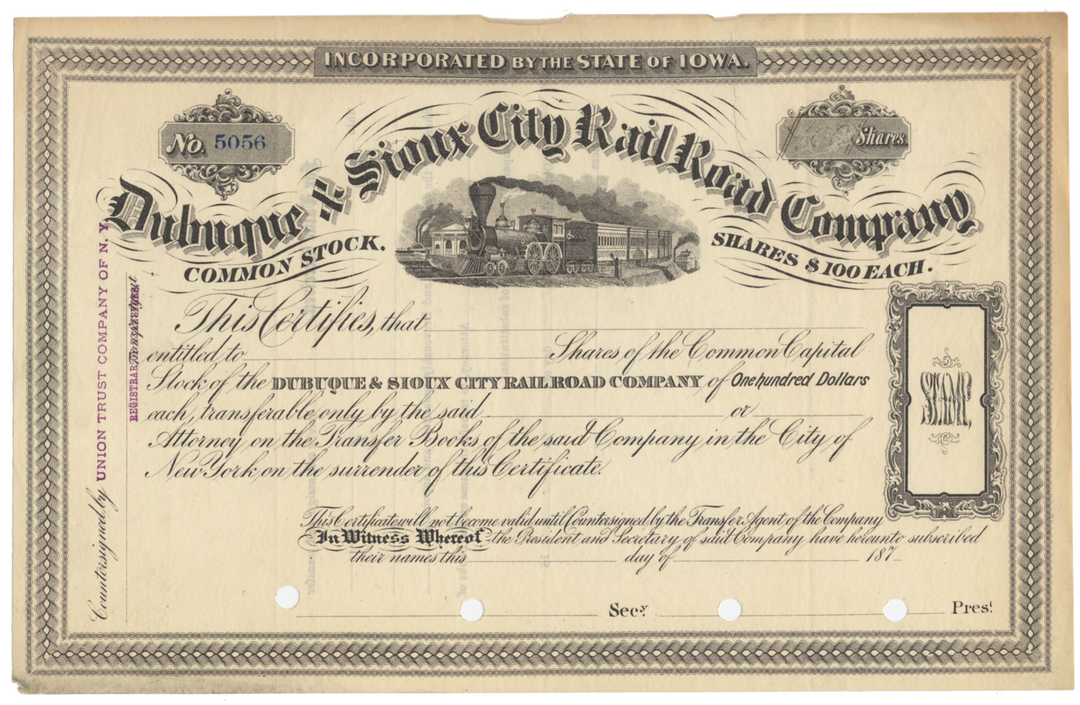 INCORPORATED BY THE STATE OF IOWA.
No. 5056
Shares
Dubuque & Sioux City Rail Road Company
COMMON STOCK.
SHARES $100 EACH.
This Certifies, that
entitled to Shares of the Common Capital
Stock of the DUBUQUE & SIOUX CITY RAILROAD COMPANY of One hundred Dollars
each, transferable only by the said or
Attorney on the Transfer Books of the said Company in the City of
New York on the surrender of this Certificate.
This Certificate will not become valid until Countersigned by the Transfer Agent of the Company
In Witness Whereof the President and Secretary of said Company have hereunto subscribed
their names this day of 187
Secy. Prest.
STAMP.
Countersigned by UNION TRUST COMPANY OF N. Y.
REGISTRAR